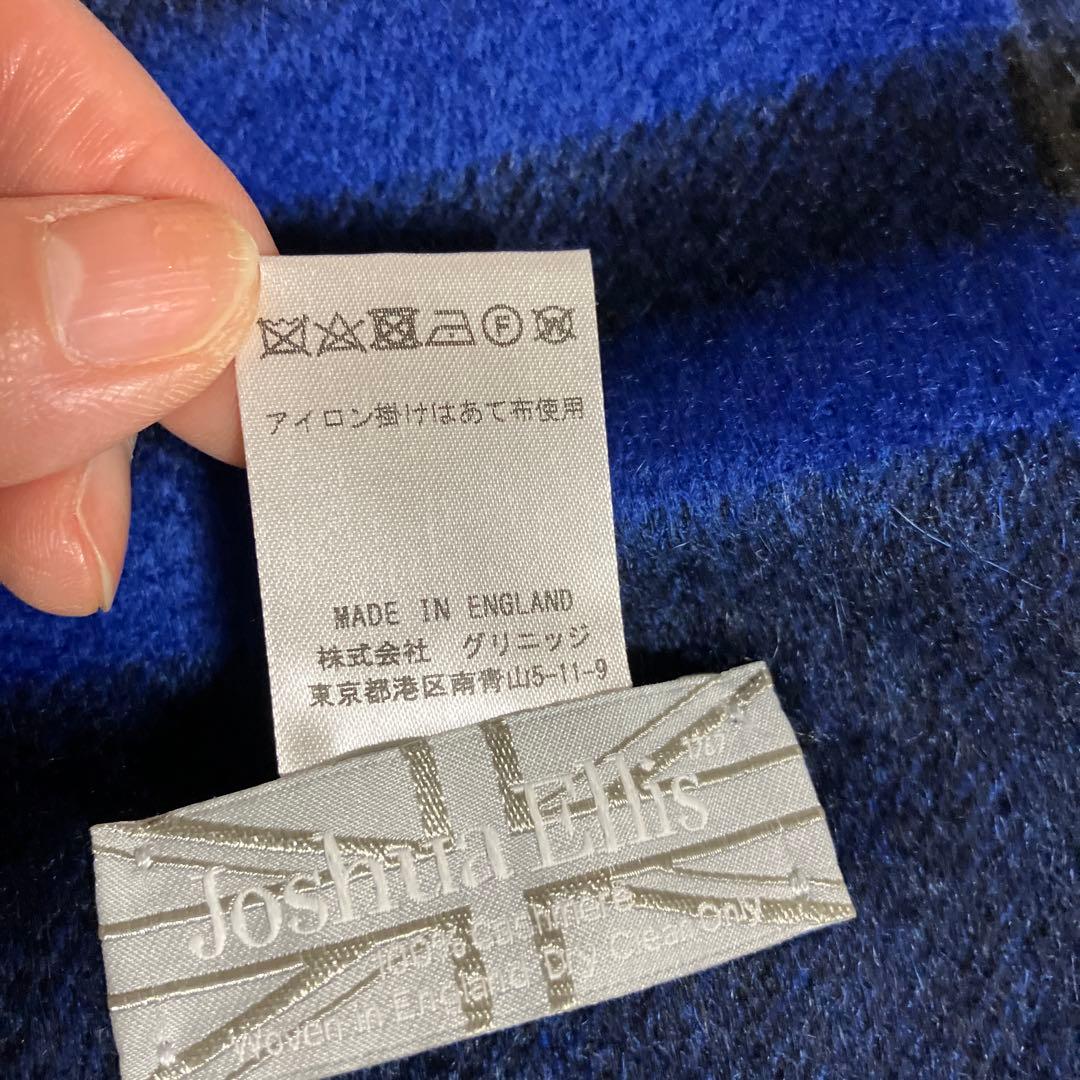 F W
アイロン掛けはあて布使用
MADE IN ENGLAND
株式会社 グリニッジ
東京都港区南青山5-11-9
Joshua Ellis 1767
100% Cashmere
Woven in England Dry Clean only